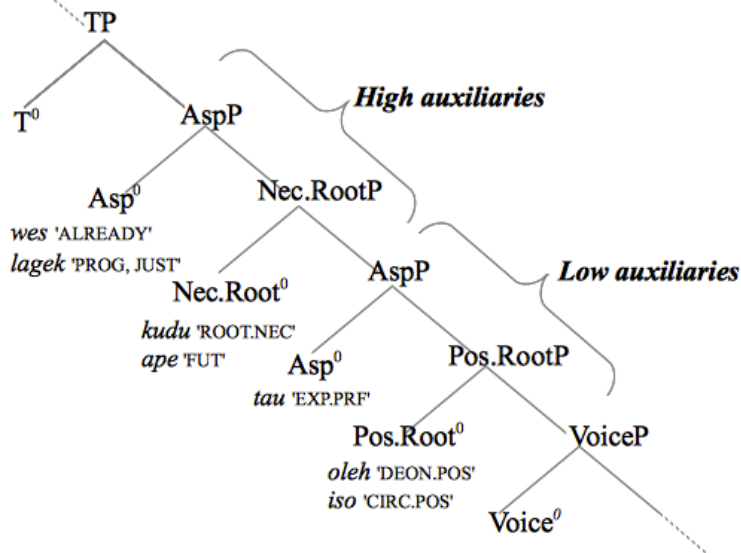 TP
T⁰
AspP
High auxiliaries
Asp⁰
wes 'ALREADY'
lagek 'PROG, JUST'
Nec.RootP
Nec.Root⁰
kudu 'ROOT.NEC'
ape 'FUT'
AspP
Low auxiliaries
Asp⁰
tau 'EXP.PRF'
Pos.RootP
Pos.Root⁰
oleh 'DEON.POS'
iso 'CIRC.POS'
VoiceP
Voice⁰